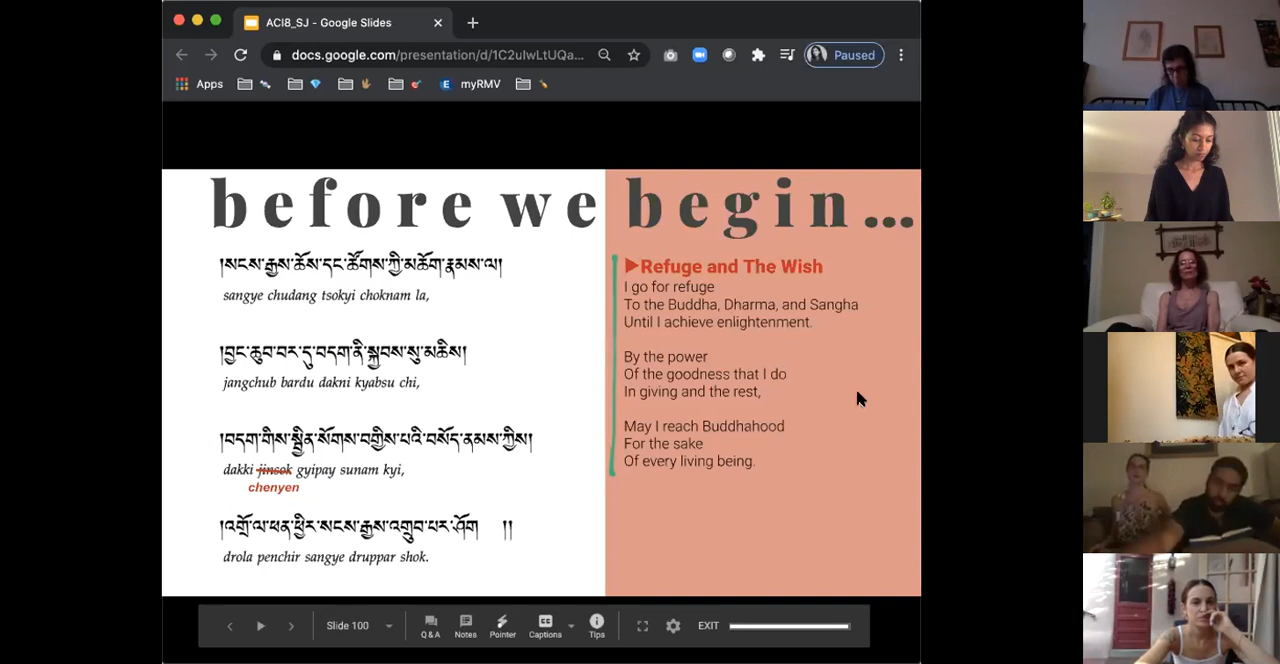 ACI8_SJ - Google Slides
docs.google.com/presentation/d/1C2ulwLtUQa...
Paused
Apps
myRMV
before we begin...
།སངས་རྒྱས་ཆོས་དང་ཚོགས་ཀྱི་མཆོག་རྣམས་ལ།
sangye chudang tsokyi choknam la,
།བྱང་ཆུབ་བར་དུ་བདག་ནི་སྐྱབས་སུ་མཆིས།
jangchub bardu dakni kyabsu chi,
།བདག་གིས་སྦྱིན་སོགས་བགྱིས་པའི་བསོད་ནམས་ཀྱིས།
dakki jinsok gyipay sunam kyi,
chenyen
།འགྲོ་ལ་ཕན་ཕྱིར་སངས་རྒྱས་འགྲུབ་པར་ཤོག །།
drola penchir sangye druppar shok.
▶Refuge and The Wish
I go for refuge
To the Buddha, Dharma, and Sangha
Until I achieve enlightenment.
By the power
Of the goodness that I do
In giving and the rest,
May I reach Buddhahood
For the sake
Of every living being.
Slide 100
Q&A
Notes
Pointer
Captions
Tips
EXIT